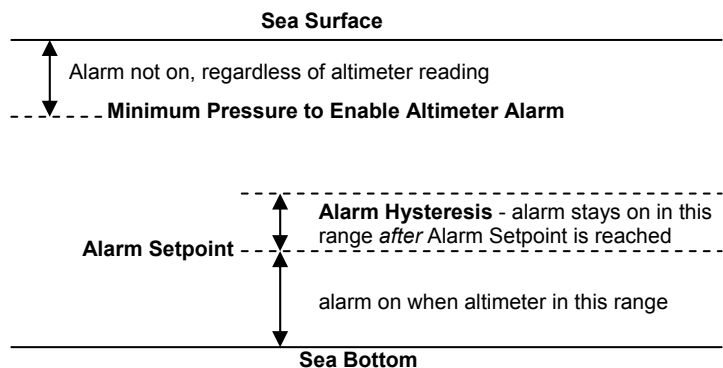 Sea Surface
Alarm not on, regardless of altimeter reading
Minimum Pressure to Enable Altimeter Alarm
Alarm Hysteresis - alarm stays on in this
range after Alarm Setpoint is reached
Alarm Setpoint
alarm on when altimeter in this range
Sea Bottom